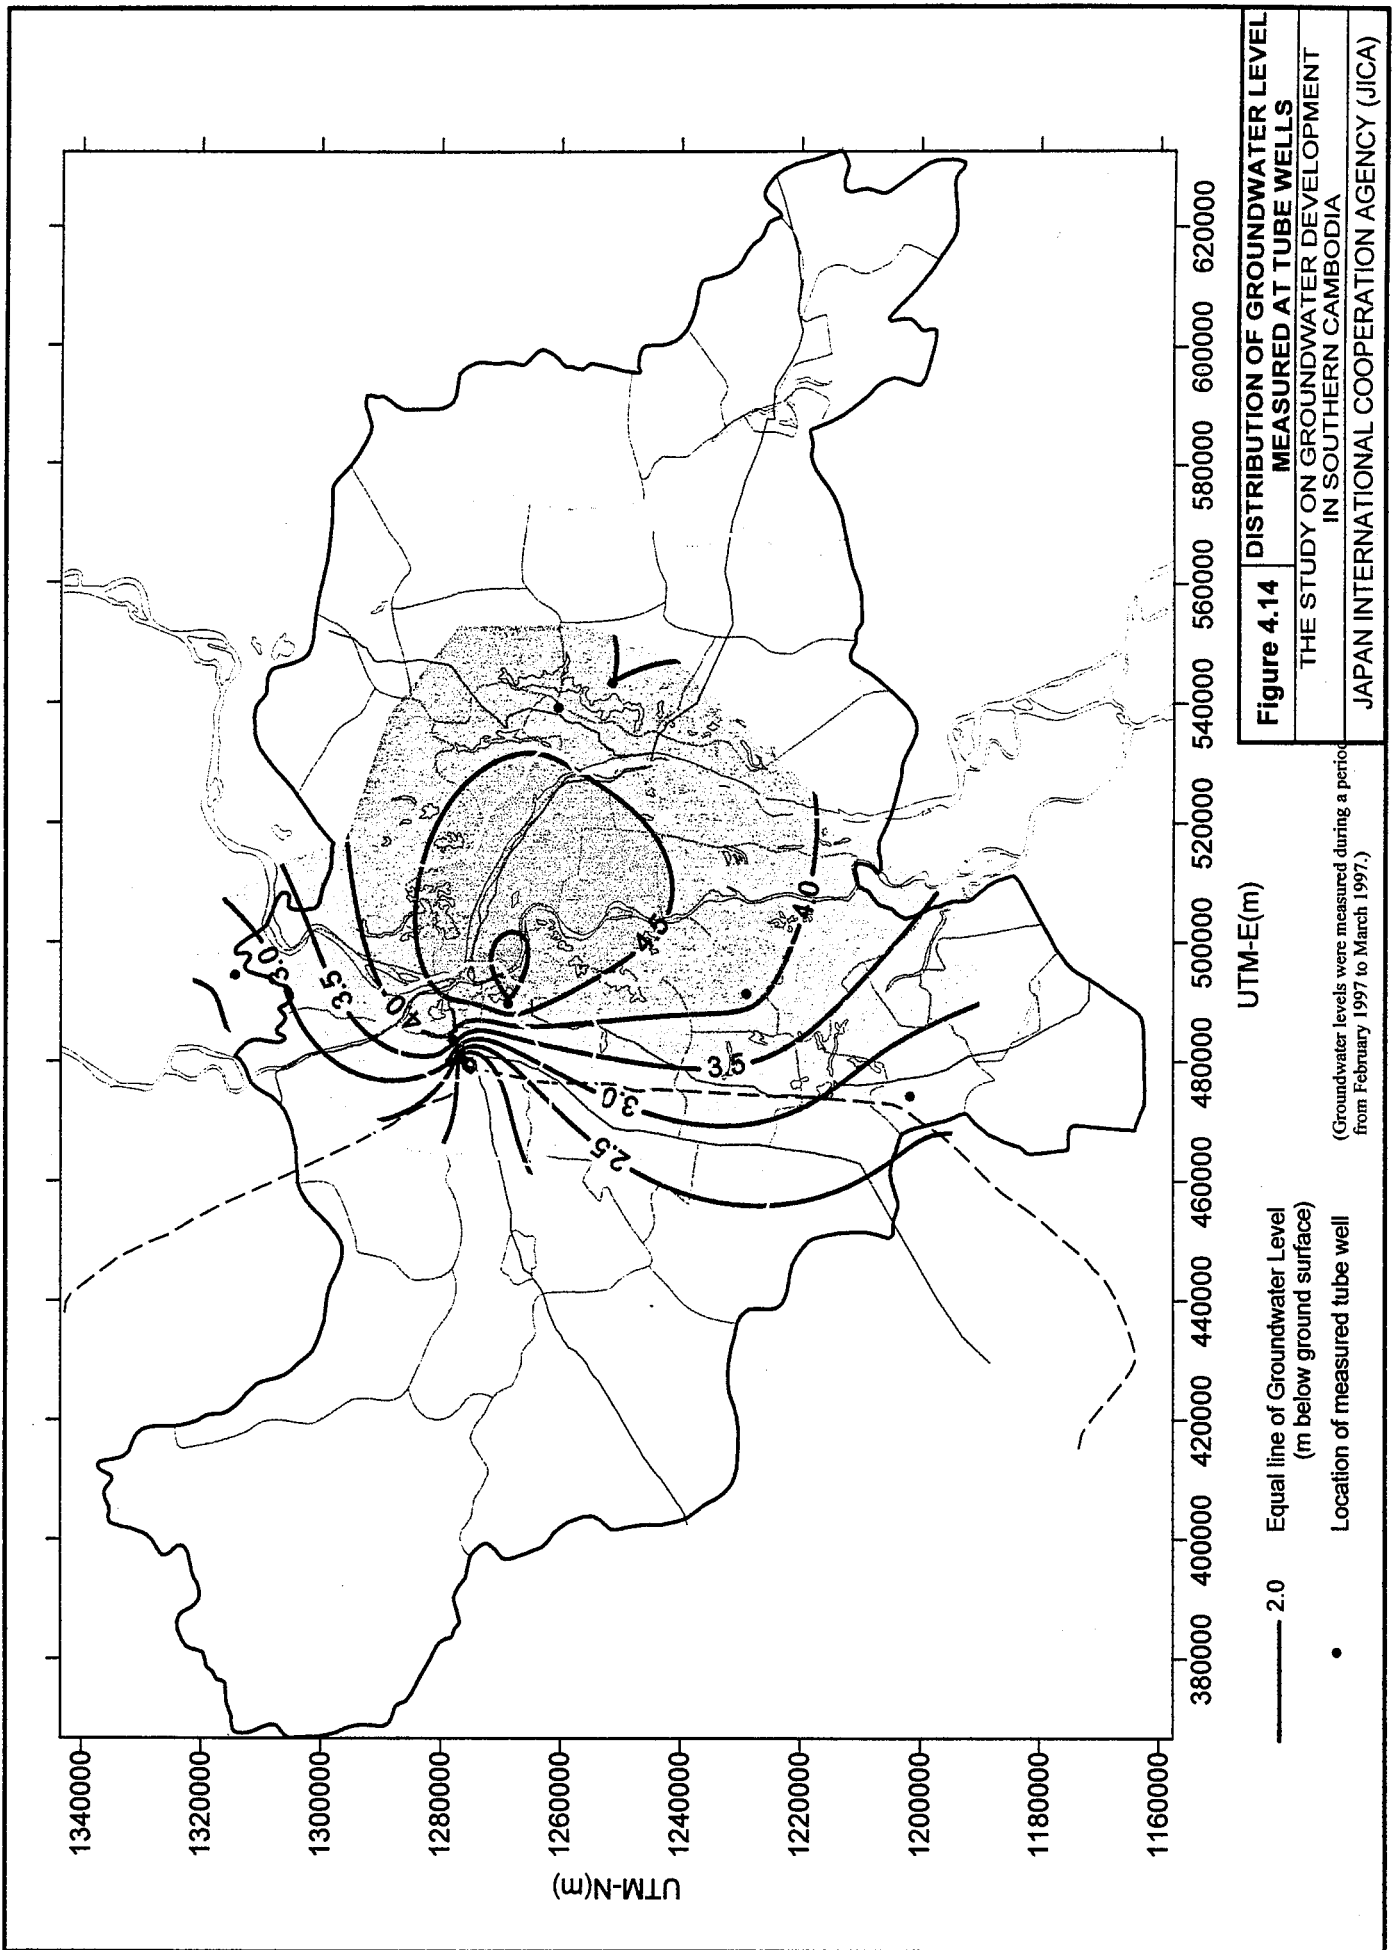 1340000
1320000
1300000
1280000
1260000
1240000
1220000
1200000
1180000
1160000
UTM-N(m)
380000
400000
420000
440000
460000
480000
500000
520000
540000
560000
580000
600000
620000
UTM-E(m)
3.0
3.5
4.0
4.5
4.0
3.5
3.0
2.5
2.0 Equal line of Groundwater Level
(m below ground surface)
Location of measured tube well
(Groundwater levels were measured during a perio
from February 1997 to March 1997.)
Figure 4.14
DISTRIBUTION OF GROUNDWATER LEVEL
MEASURED AT TUBE WELLS
THE STUDY ON GROUNDWATER DEVELOPMENT
IN SOUTHERN CAMBODIA
JAPAN INTERNATIONAL COOPERATION AGENCY (JICA)